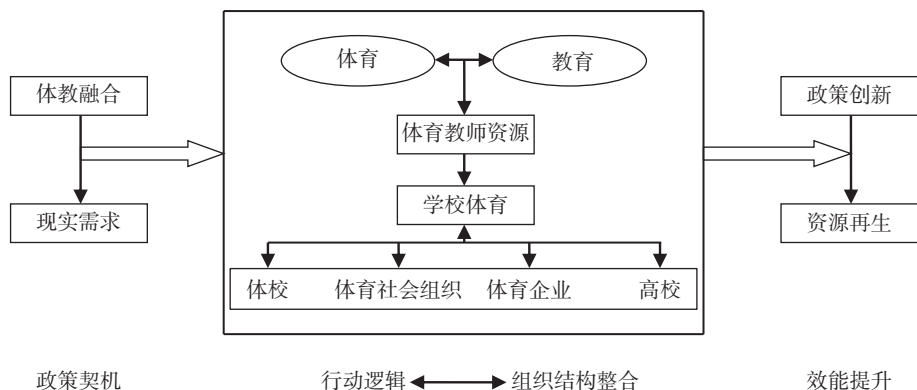 体育 教育
体教融合 政策创新
体育教师资源
学校体育
现实需求 资源再生
体校 体育社会组织 体育企业 高校
政策契机 行动逻辑 组织结构整合 效能提升